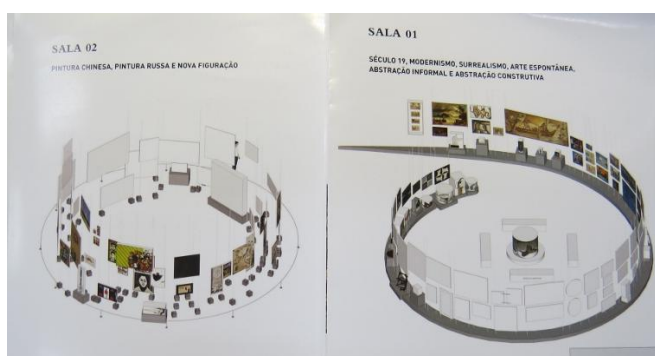 SALA 02
PINTURA CHINESA, PINTURA RUSSA E NOVA FIGURAÇÃO
SALA 01
SÉCULO 19, MODERNISMO, SURREALISMO, ARTE ESPONTÂNEA,
ABSTRAÇÃO INFORMAL E ABSTRAÇÃO CONSTRUTIVA